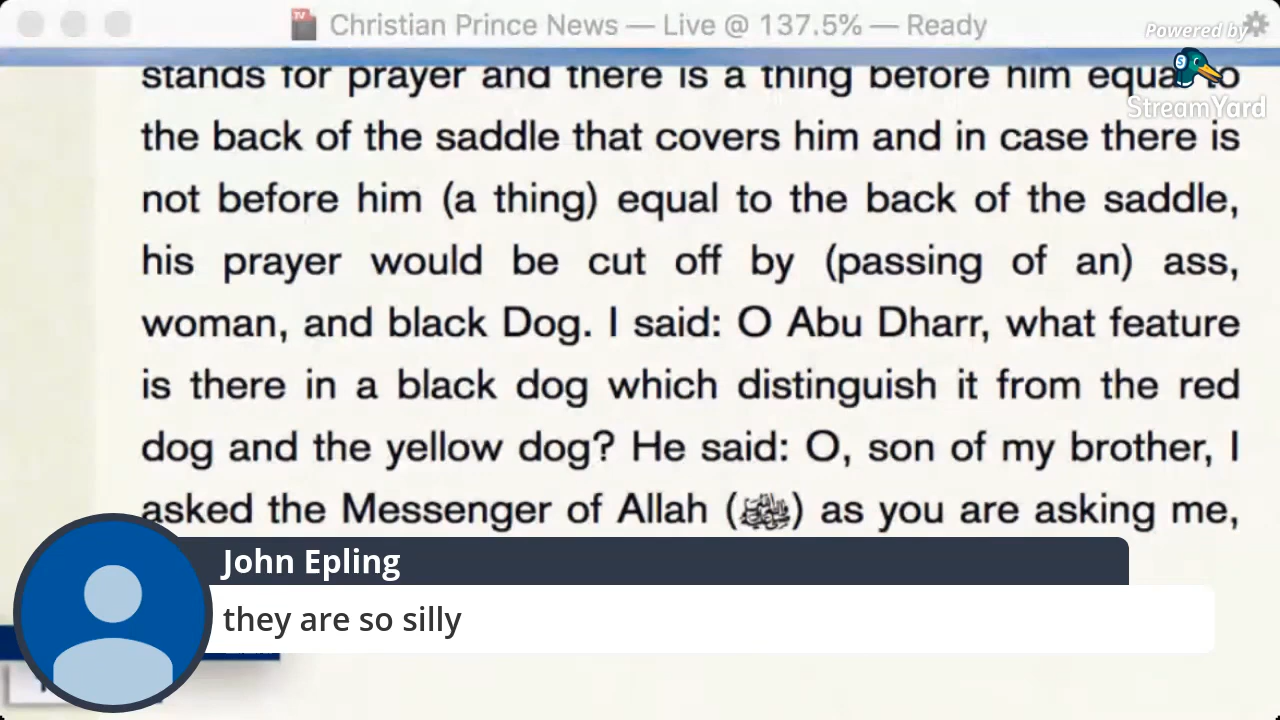 TV
Christian Prince News — Live @ 137.5% — Ready
Powered by
StreamYard
stands for prayer and there is a thing before him equal to
the back of the saddle that covers him and in case there is
not before him (a thing) equal to the back of the saddle,
his prayer would be cut off by (passing of an) ass,
woman, and black Dog. I said: O Abu Dharr, what feature
is there in a black dog which distinguish it from the red
dog and the yellow dog? He said: O, son of my brother, I
asked the Messenger of Allah (ﷺ) as you are asking me,
John Epling
they are so silly